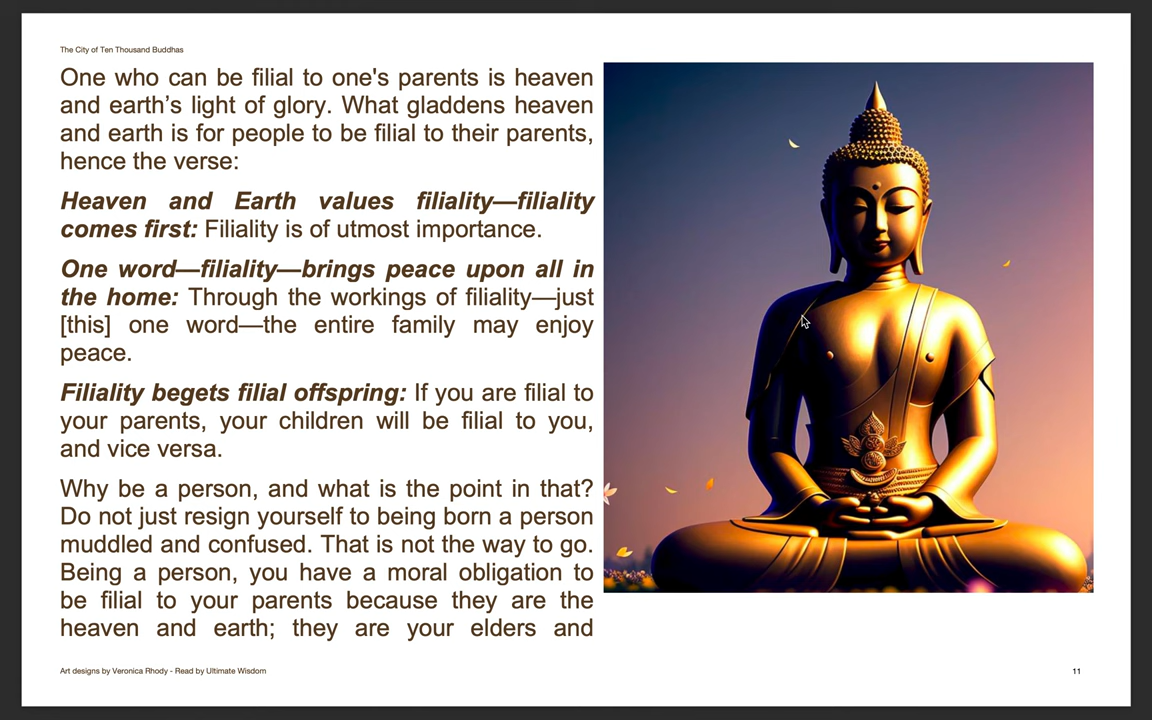 The City of Ten Thousand Buddhas
One who can be filial to one's parents is heaven
and earth’s light of glory. What gladdens heaven
and earth is for people to be filial to their parents,
hence the verse:
Heaven and Earth values filiality—filiality
comes first: Filiality is of utmost importance.
One word—filiality—brings peace upon all in
the home: Through the workings of filiality—just
[this] one word—the entire family may enjoy
peace.
Filiality begets filial offspring: If you are filial to
your parents, your children will be filial to you,
and vice versa.
Why be a person, and what is the point in that?
Do not just resign yourself to being born a person
muddled and confused. That is not the way to go.
Being a person, you have a moral obligation to
be filial to your parents because they are the
heaven and earth; they are your elders and
Art designs by Veronica Rhody - Read by Ultimate Wisdom
11